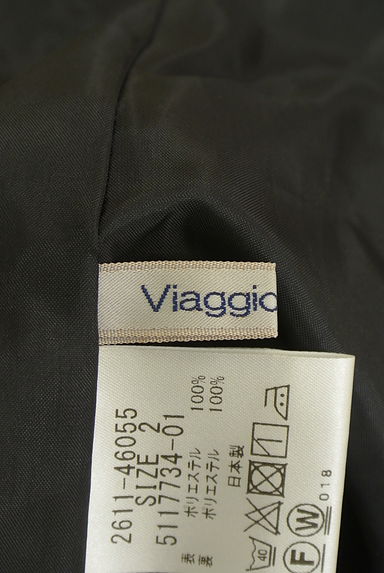 Viaggio
2611-46055
SIZE 2
5117734-01
表 ポリエステル 100%
裏 ポリエステル 100%
日本製
40
F W
018